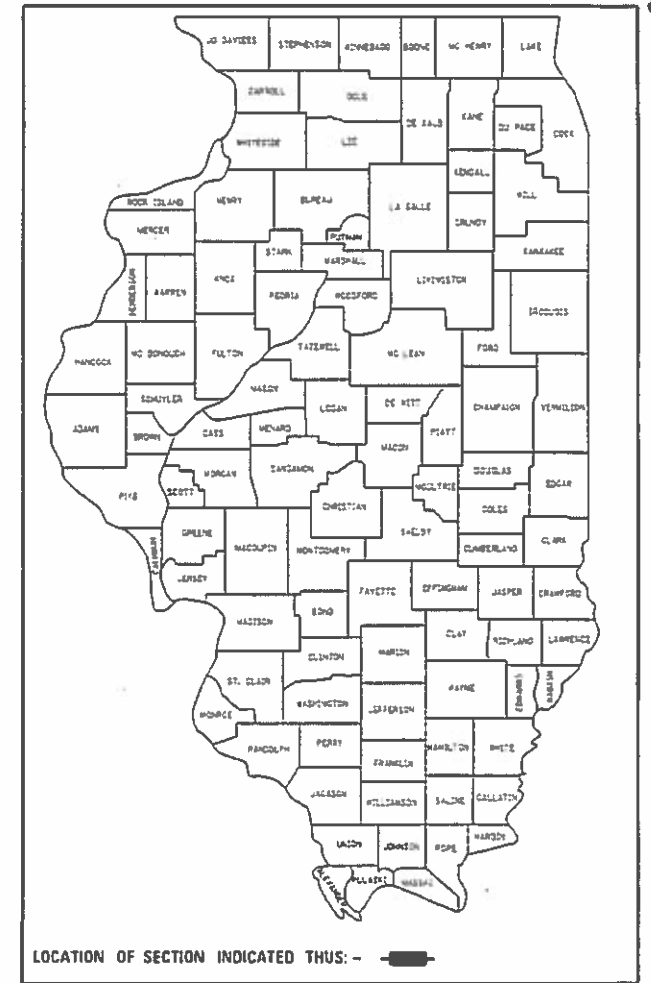 JO DAVIESS STEPHENSON WINNEBAGO BOONE MC HENRY LAKE
CARROLL OGLE DE KALB KANE DU PAGE COOK
WHITESIDE LEE KENDALL WILL
ROCK ISLAND HENRY BUREAU LA SALLE GRUNDY
MERCER STARK PUTNAM MARSHALL KANKAKEE
HENDERSON WARREN KNOX PEORIA WOODFORD LIVINGSTON IROQUOIS
HANCOCK MC DONOUGH FULTON TAZEWELL MC LEAN FORD
SCHUYLER MASON LOGAN DE WITT CHAMPAIGN VERMILION
ADAMS BROWN CASS MENARD MACON PIATT
PIKE SCOTT MORGAN SANGAMON MOULTRIE DOUGLAS EDGAR
CHRISTIAN COLES
CALHOUN GREENE MACOUPIN MONTGOMERY SHELBY CUMBERLAND CLARK
JERSEY FAYETTE EFFINGHAM JASPER CRAWFORD
MADISON BOND CLAY RICHLAND LAWRENCE
CLINTON MARION
ST. CLAIR WASHINGTON WAYNE EDWARDS WABASH
MONROE JEFFERSON
RANDOLPH PERRY FRANKLIN HAMILTON WHITE
JACKSON WILLIAMSON SALINE GALLATIN
UNION JOHNSON POPE HARDIN
ALEXANDER PULASKI MASSAC
LOCATION OF SECTION INDICATED THUS: -